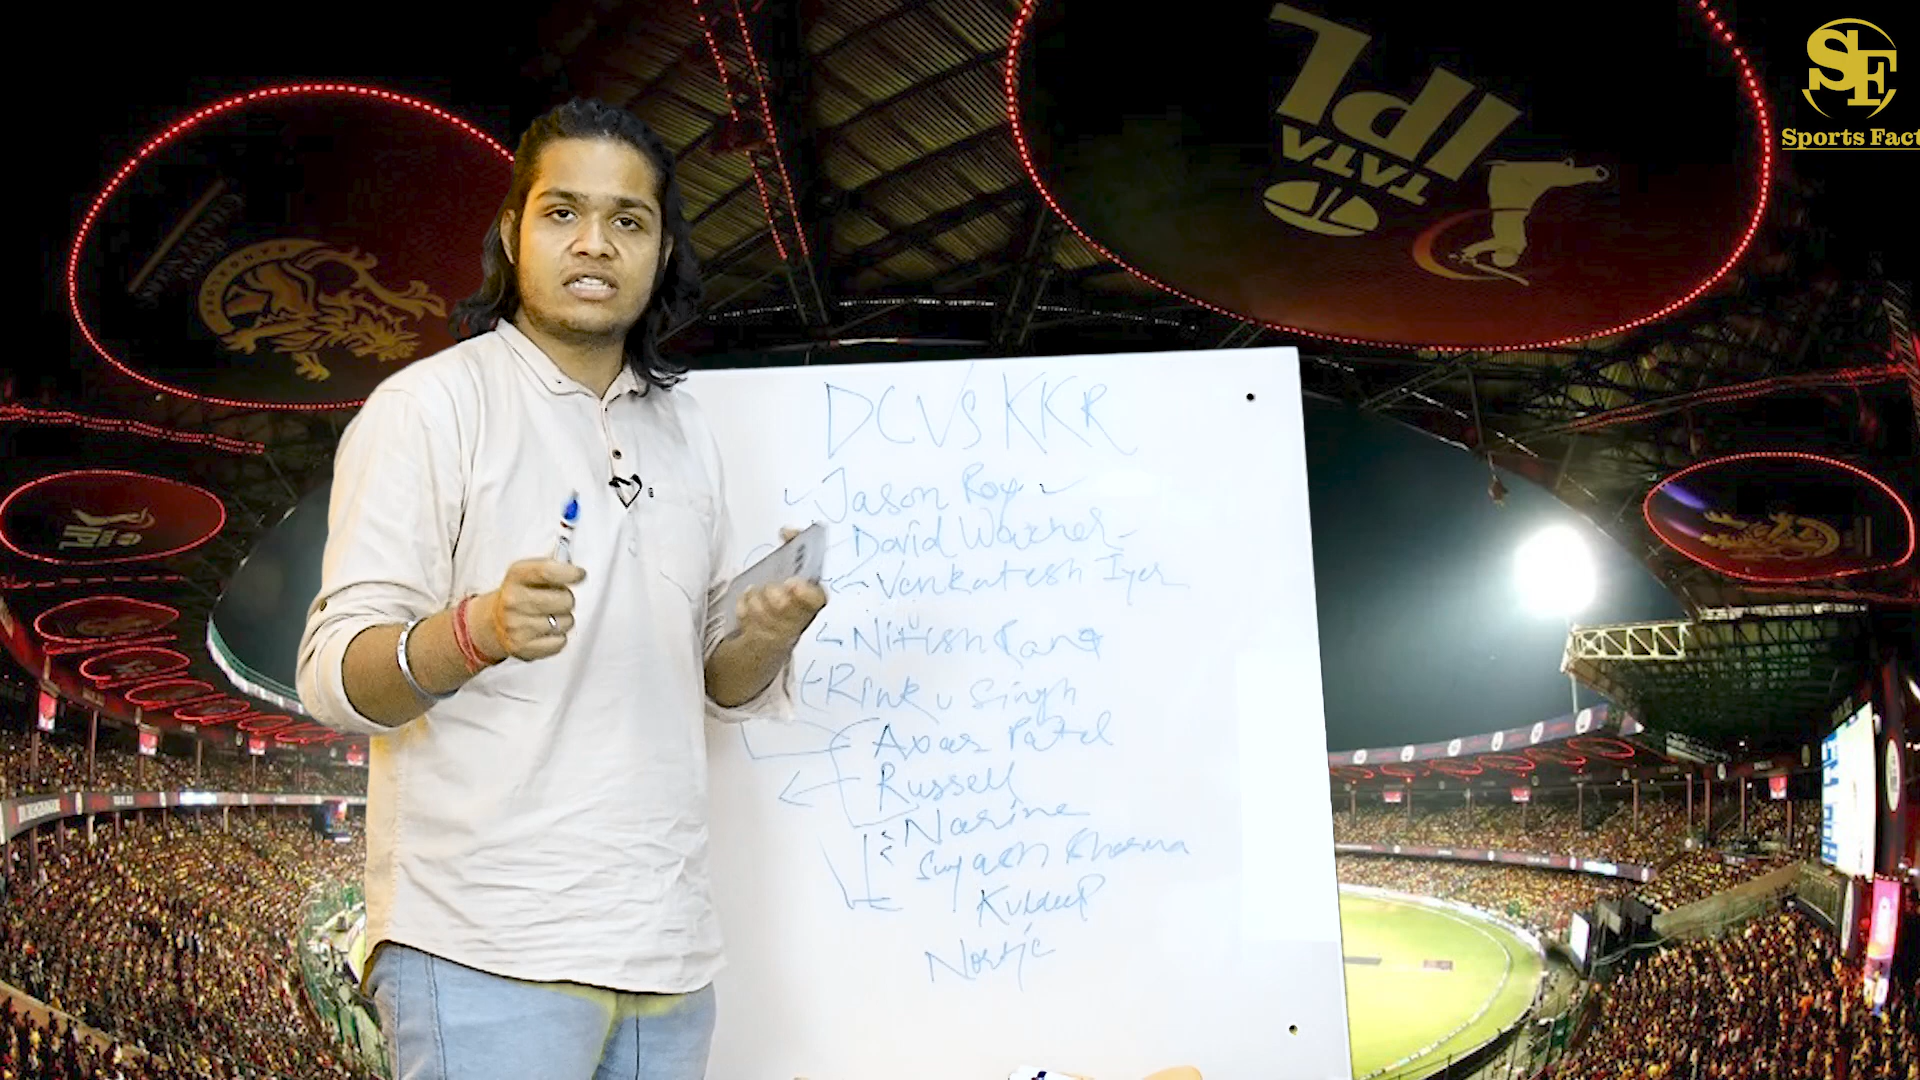 SF
Sports Fact
TATA
IPL
IPL
DC Vs KKR
Jason Roy
David Warner
Venkatesh Iyer
Nitish Rana
Rinku Singh
Axar Patel
Russell
Narine
Suyash Sharma
Kuldeep
Nortje